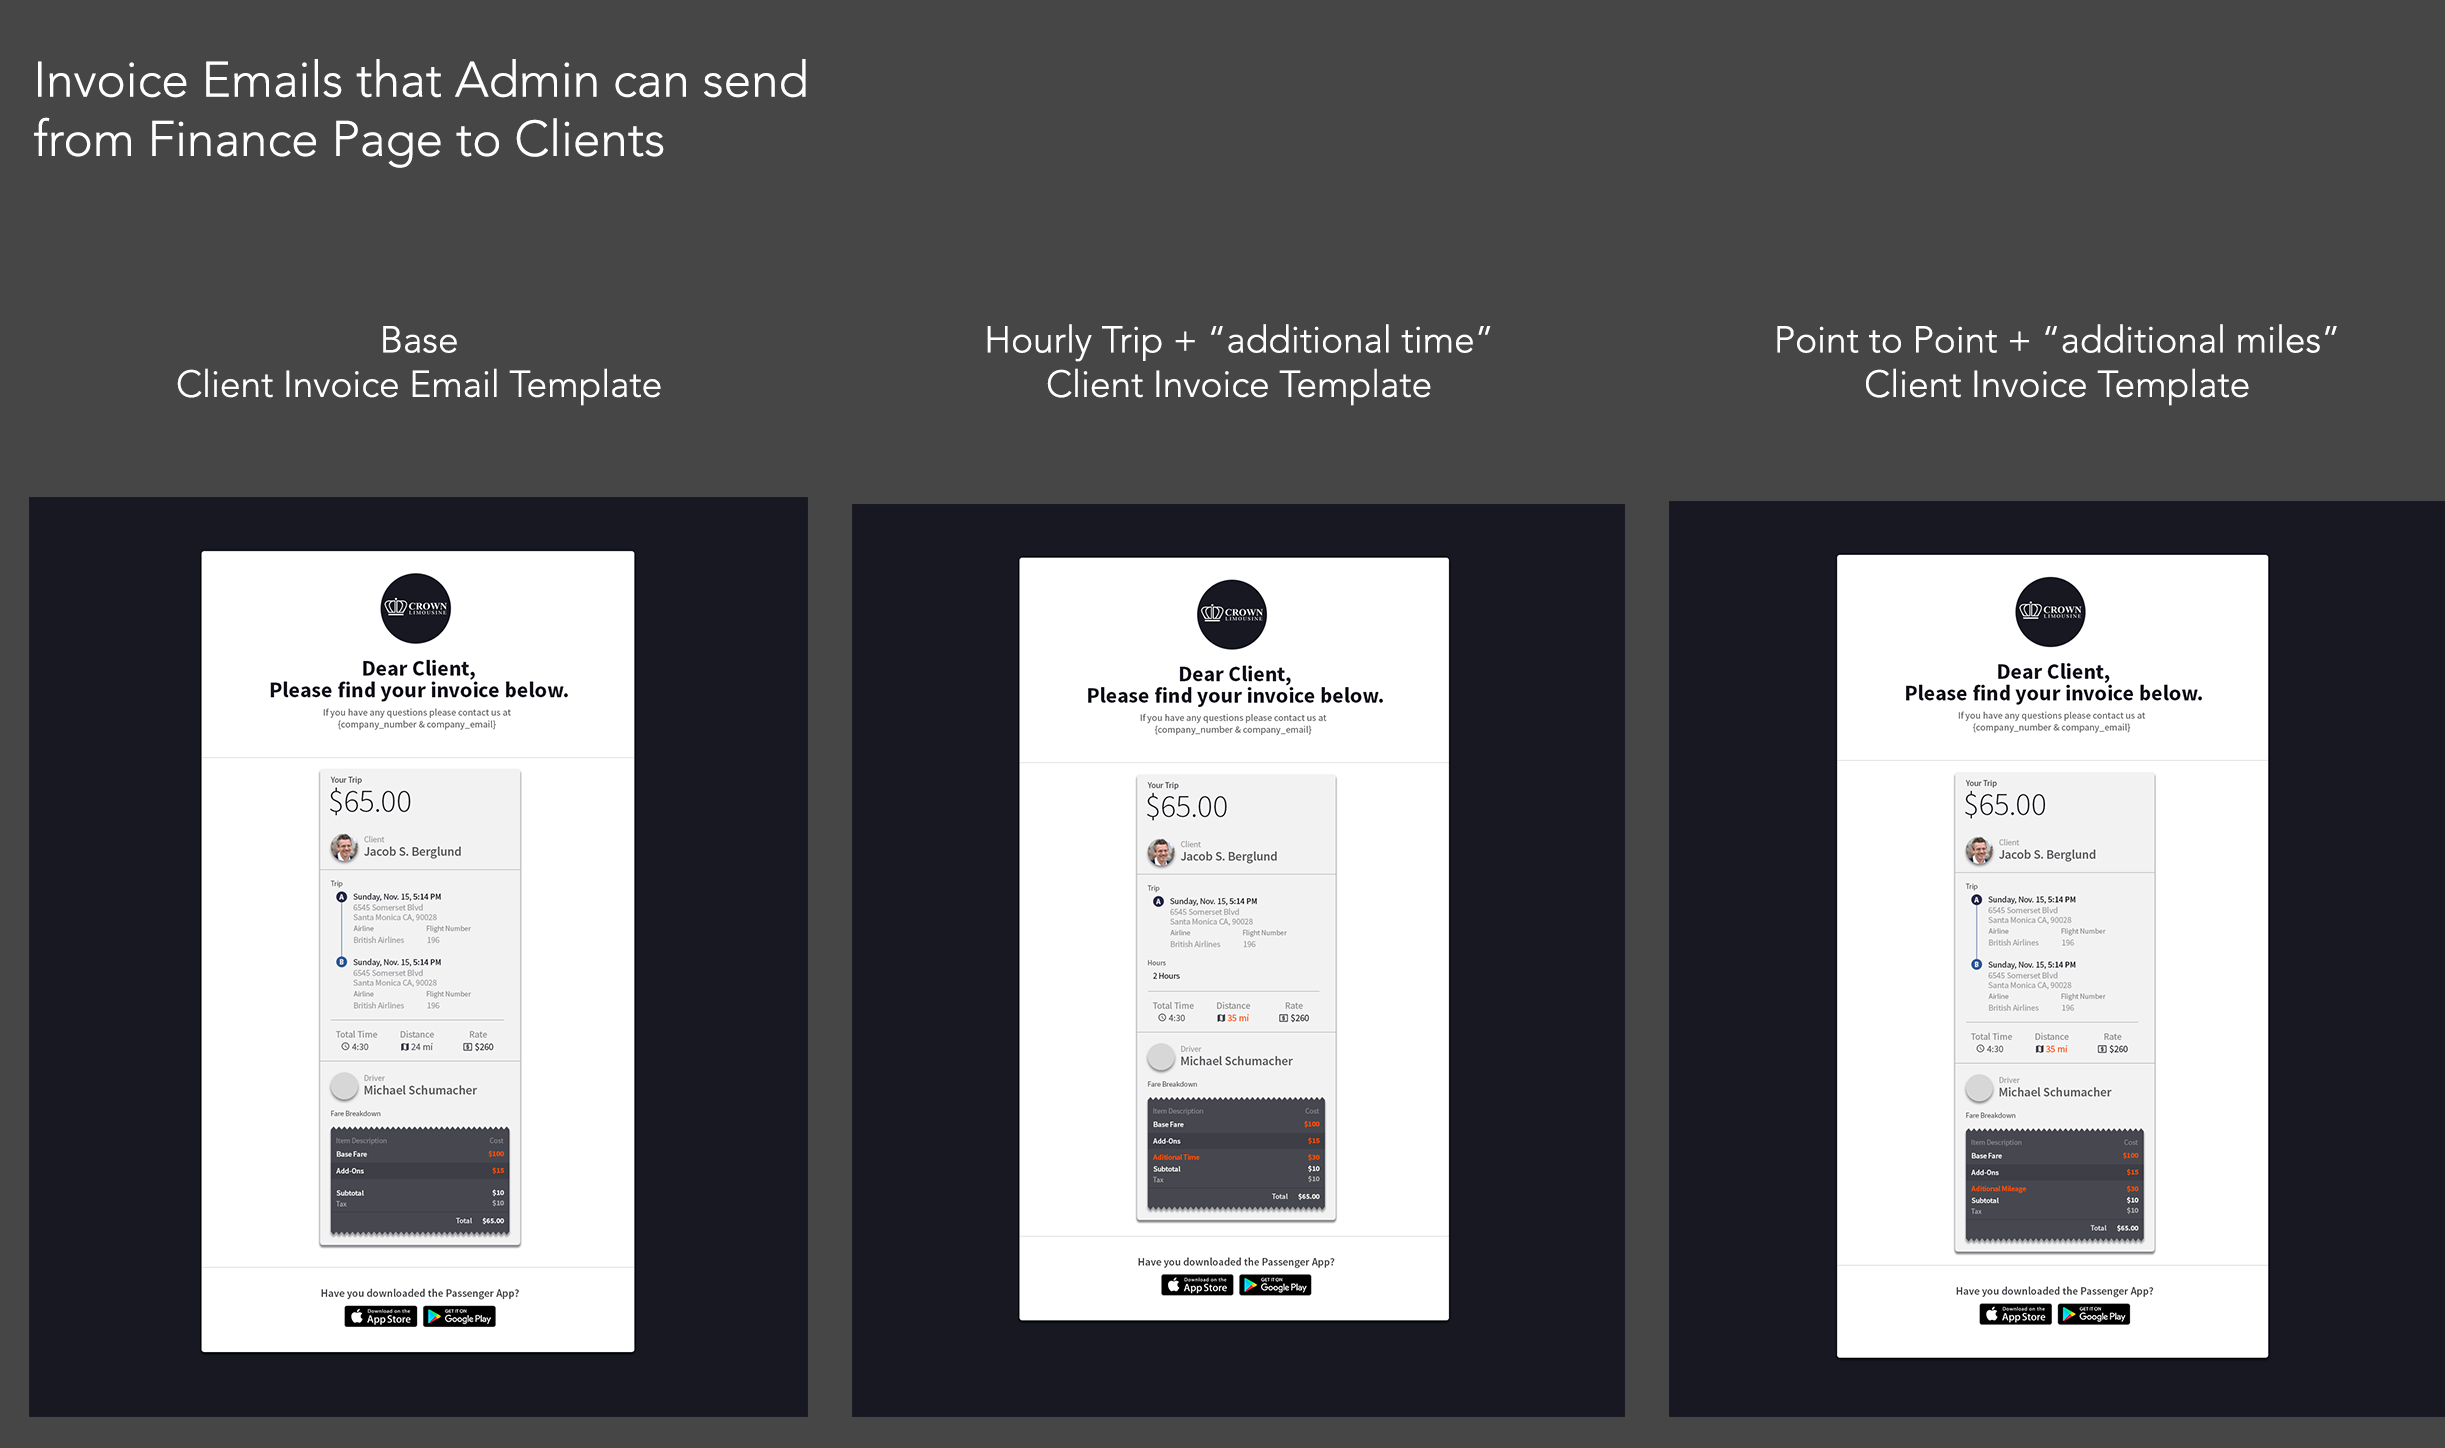 Invoice Emails that Admin can send
from Finance Page to Clients
Base
Client Invoice Email Template
CROWN
LIMOUSINE
Dear Client,
Please find your invoice below.
If you have any questions please contact us at
{company_number & company_email}
Your Trip
$65.00
Client
Jacob S. Berglund
Trip
A Sunday, Nov. 15, 5:14 PM
6545 Somerset Blvd
Santa Monica CA, 90028
Airline Flight Number
British Airlines 196
B Sunday, Nov. 15, 5:14 PM
6545 Somerset Blvd
Santa Monica CA, 90028
Airline Flight Number
British Airlines 196
Total Time Distance Rate
4:30 24 mi $260
Driver
Michael Schumacher
Fare Breakdown
Item Description Cost
Base Fare $100
Add-Ons $15
Subtotal $10
Tax $10
Total $65.00
Have you downloaded the Passenger App?
Download on the App Store GET IT ON Google Play
Hourly Trip + “additional time”
Client Invoice Template
CROWN
LIMOUSINE
Dear Client,
Please find your invoice below.
If you have any questions please contact us at
{company_number & company_email}
Your Trip
$65.00
Client
Jacob S. Berglund
Trip
A Sunday, Nov. 15, 5:14 PM
6545 Somerset Blvd
Santa Monica CA, 90028
Airline Flight Number
British Airlines 196
Hours
2 Hours
Total Time Distance Rate
4:30 35 mi $260
Driver
Michael Schumacher
Fare Breakdown
Item Description Cost
Base Fare $100
Add-Ons $15
Aditional Time $30
Subtotal $10
Tax $10
Total $65.00
Have you downloaded the Passenger App?
Download on the App Store GET IT ON Google Play
Point to Point + “additional miles”
Client Invoice Template
CROWN
LIMOUSINE
Dear Client,
Please find your invoice below.
If you have any questions please contact us at
{company_number & company_email}
Your Trip
$65.00
Client
Jacob S. Berglund
Trip
A Sunday, Nov. 15, 5:14 PM
6545 Somerset Blvd
Santa Monica CA, 90028
Airline Flight Number
British Airlines 196
B Sunday, Nov. 15, 5:14 PM
6545 Somerset Blvd
Santa Monica CA, 90028
Airline Flight Number
British Airlines 196
Total Time Distance Rate
4:30 35 mi $260
Driver
Michael Schumacher
Fare Breakdown
Item Description Cost
Base Fare $100
Add-Ons $15
Aditional Mileage $30
Subtotal $10
Tax $10
Total $65.00
Have you downloaded the Passenger App?
Download on the App Store GET IT ON Google Play